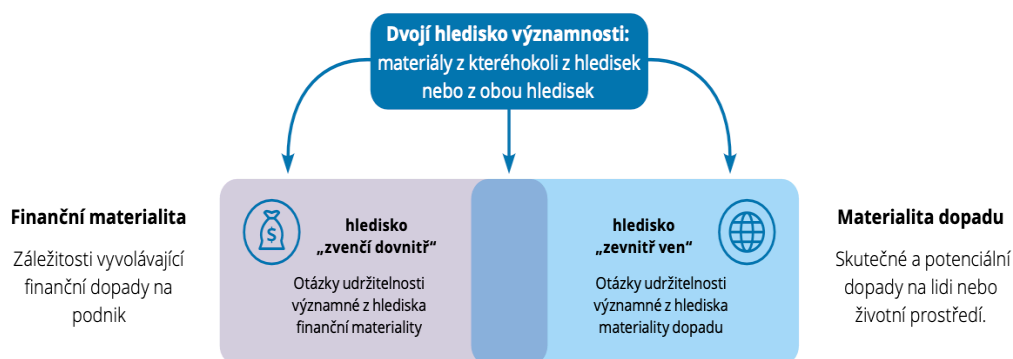 Dvojí hledisko významnosti:
materiály z kteréhokoli z hledisek
nebo z obou hledisek
Finanční materialita
Záležitosti vyvolávající
finanční dopady na
podnik
$
hledisko
„zvenčí dovnitř“
Otázky udržitelnosti
významné z hlediska
finanční materiality
hledisko
„zevnitř ven“
Otázky udržitelnosti
významné z hlediska
materiality dopadu
Materialita dopadu
Skutečné a potenciální
dopady na lidi nebo
životní prostředí.